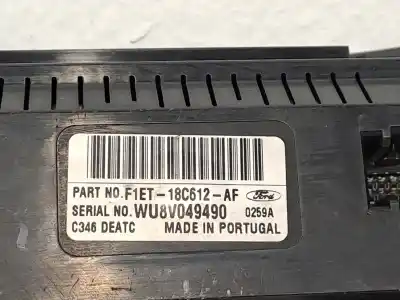 PART NO.F1ET-18C612-AF Ford
SERIAL NO.WU8V049490 0259A
C346 DEATC MADE IN PORTUGAL